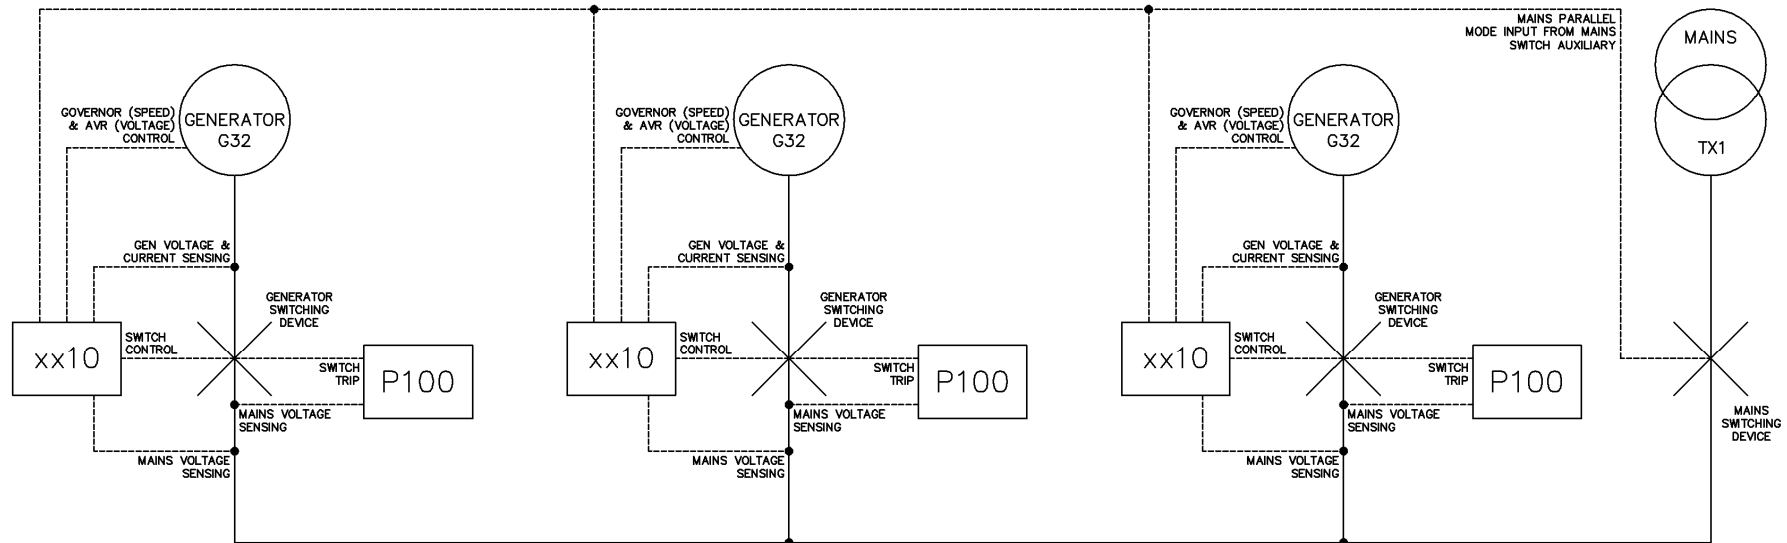 MAINS PARALLEL
MODE INPUT FROM MAINS
SWITCH AUXILIARY
MAINS
TX1
GOVERNOR (SPEED)
& AVR (VOLTAGE)
CONTROL
GENERATOR
G32
GOVERNOR (SPEED)
& AVR (VOLTAGE)
CONTROL
GENERATOR
G32
GOVERNOR (SPEED)
& AVR (VOLTAGE)
CONTROL
GENERATOR
G32
GEN VOLTAGE &
CURRENT SENSING
GEN VOLTAGE &
CURRENT SENSING
GEN VOLTAGE &
CURRENT SENSING
GENERATOR
SWITCHING
DEVICE
GENERATOR
SWITCHING
DEVICE
GENERATOR
SWITCHING
DEVICE
xx10
SWITCH
CONTROL
SWITCH
TRIP
P100
xx10
SWITCH
CONTROL
SWITCH
TRIP
P100
xx10
SWITCH
CONTROL
SWITCH
TRIP
P100
MAINS
SWITCHING
DEVICE
MAINS VOLTAGE
SENSING
MAINS VOLTAGE
SENSING
MAINS VOLTAGE
SENSING
MAINS VOLTAGE
SENSING
MAINS VOLTAGE
SENSING
MAINS VOLTAGE
SENSING